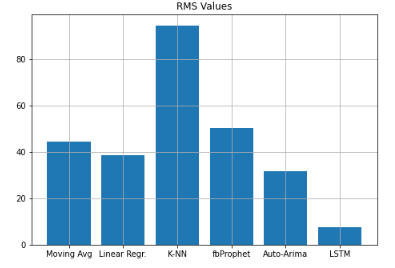 RMS Values
80
60
40
20
0
Moving Avg Linear Regr. K-NN fbProphet Auto-Arima LSTM